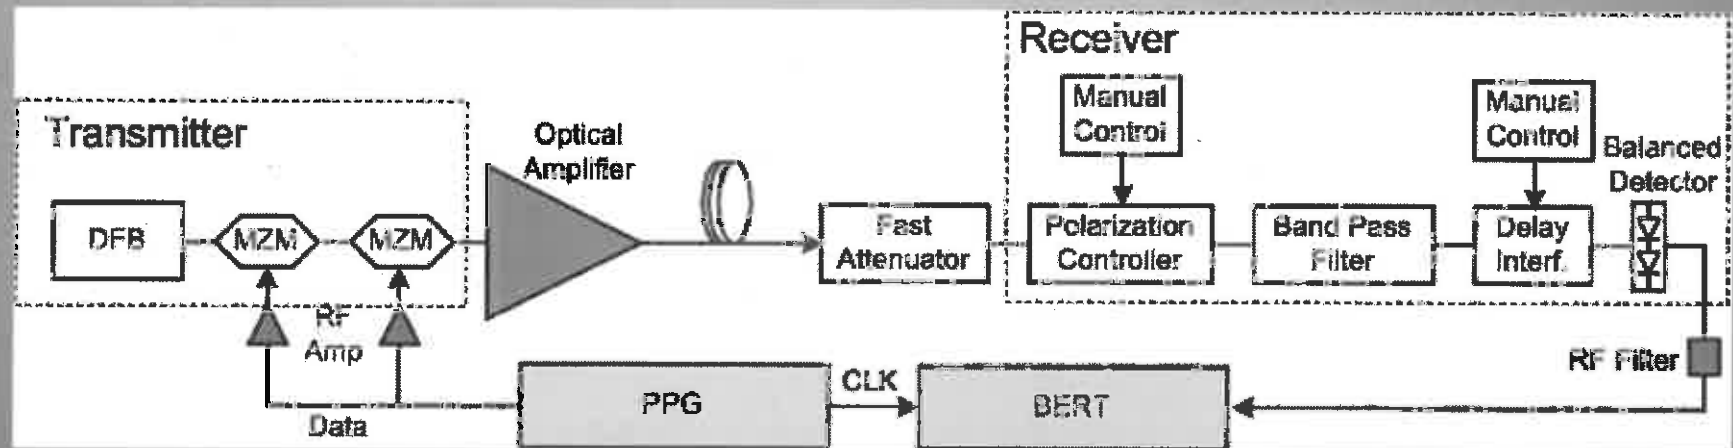 Receiver
Transmitter
Manual
Control
Manual
Control
Optical
Amplifier
Balanced
Detector
DFB
MZM
MZM
Fast
Attenuator
Polarization
Controller
Band Pass
Filter
Delay
Interf.
RF
Amp
RF Filter
Data
PPG
CLK
BERT